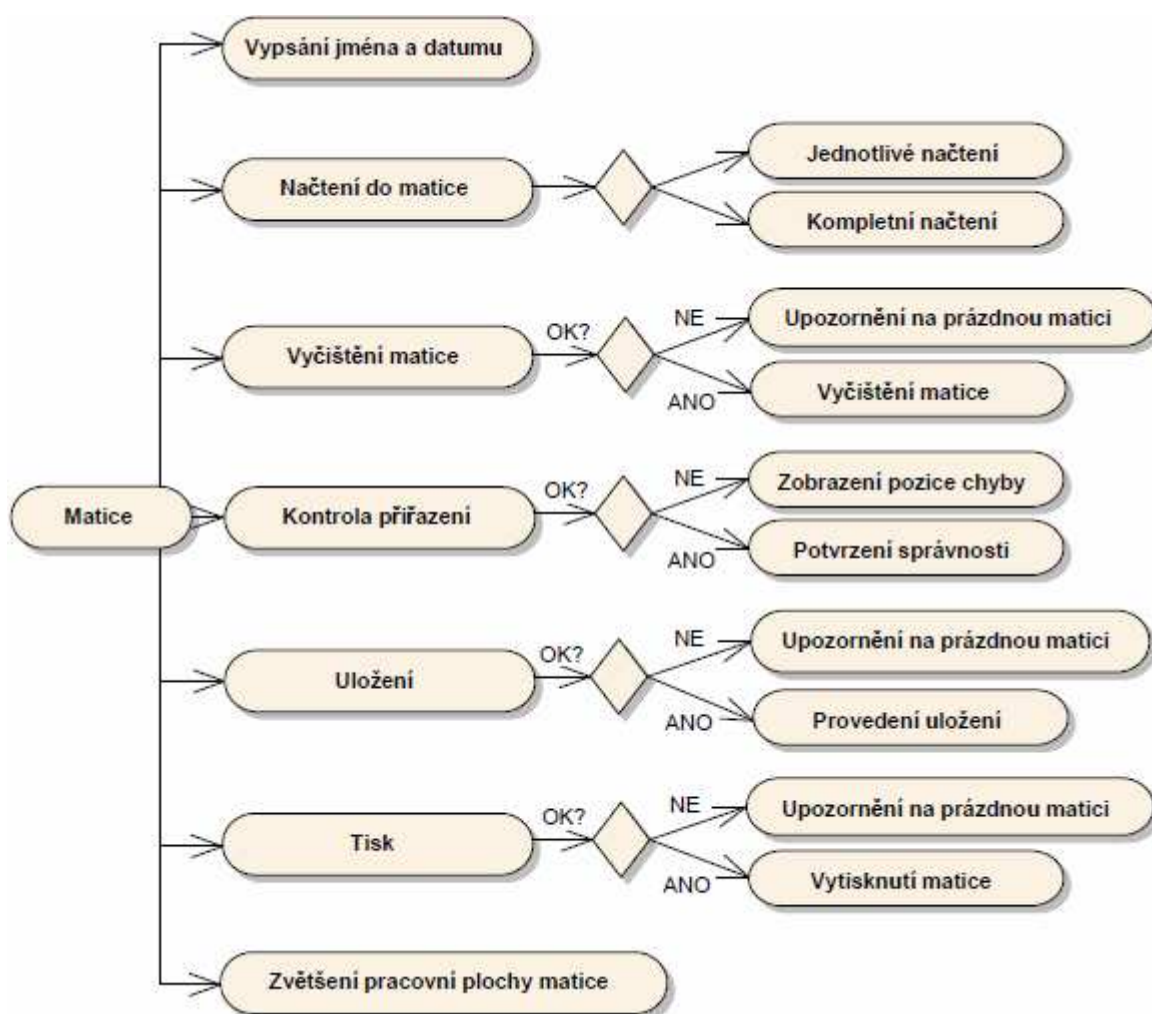 Vypsání jména a datumu
Načtení do matice
Jednotlivé načtení
Kompletní načtení
Vyčištění matice
OK?
NE
Upozornění na prázdnou matici
ANO
Vyčištění matice
Matice
Kontrola přiřazení
OK?
NE
Zobrazení pozice chyby
ANO
Potvrzení správnosti
Uložení
OK?
NE
Upozornění na prázdnou matici
ANO
Provedení uložení
Tisk
OK?
NE
Upozornění na prázdnou matici
ANO
Vytisknutí matice
Zvětšení pracovní plochy matice